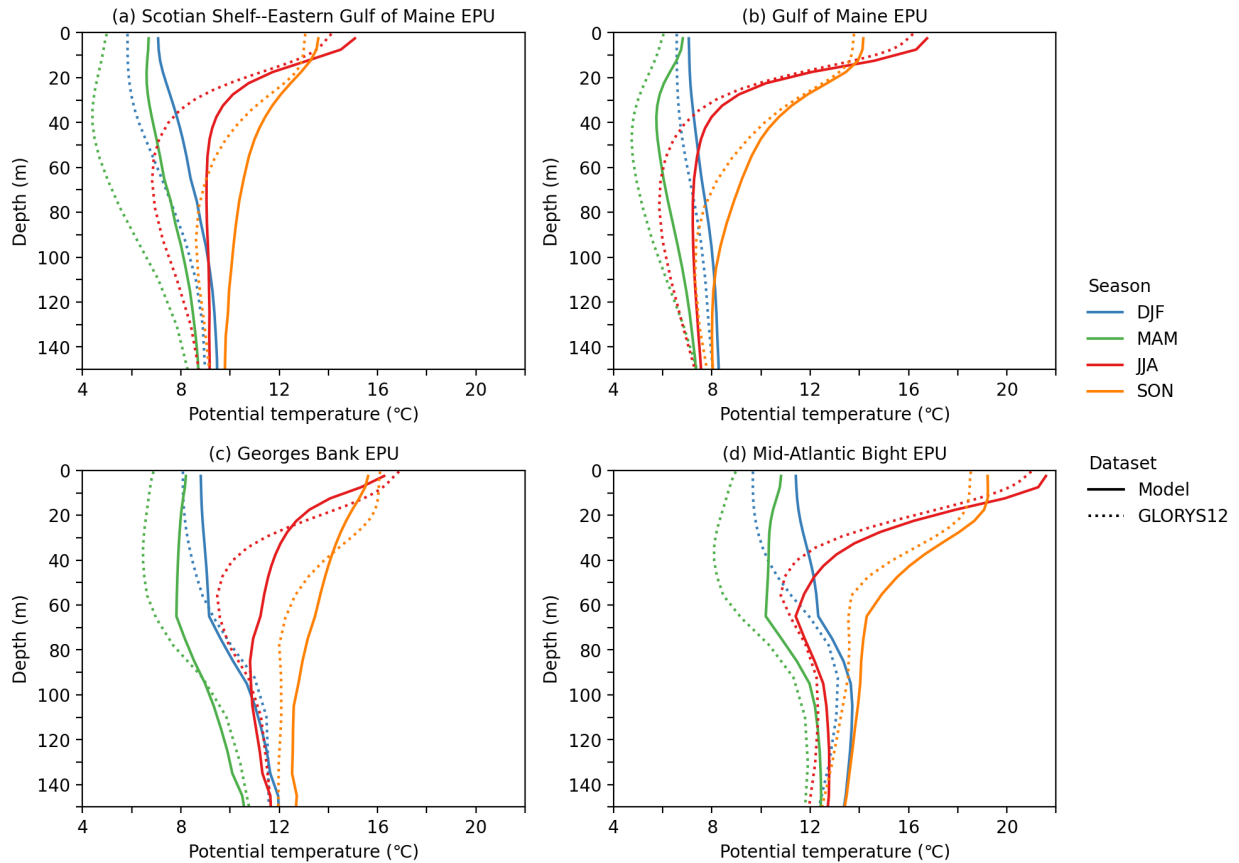 (a) Scotian Shelf--Eastern Gulf of Maine EPU
0
20
40
60
80
100
120
140
Depth (m)
4 8 12 16 20
Potential temperature (℃)
(b) Gulf of Maine EPU
0
20
40
60
80
100
120
140
Depth (m)
4 8 12 16 20
Potential temperature (℃)
Season
DJF
MAM
JJA
SON
Dataset
Model
GLORYS12
(c) Georges Bank EPU
0
20
40
60
80
100
120
140
Depth (m)
4 8 12 16 20
Potential temperature (℃)
(d) Mid-Atlantic Bight EPU
0
20
40
60
80
100
120
140
Depth (m)
4 8 12 16 20
Potential temperature (℃)